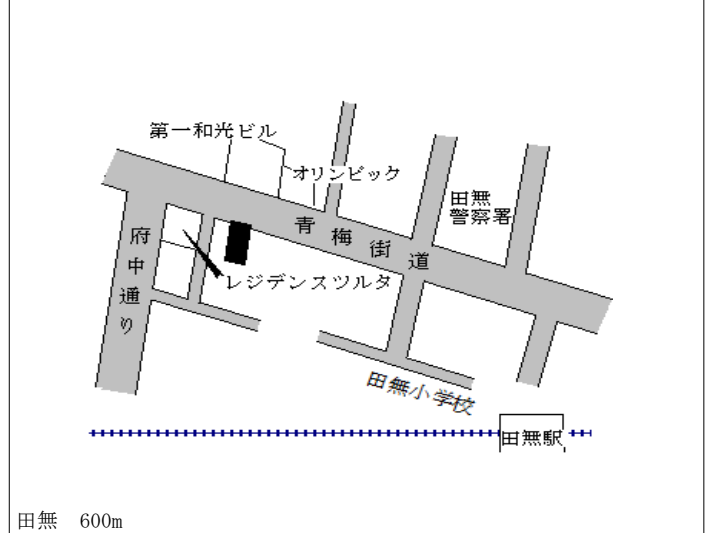 第一和光ビル
オリンピック
田無
警察署
青梅街道
府中通り
レジデンスツルタ
田無小学校
田無駅
田無　600m